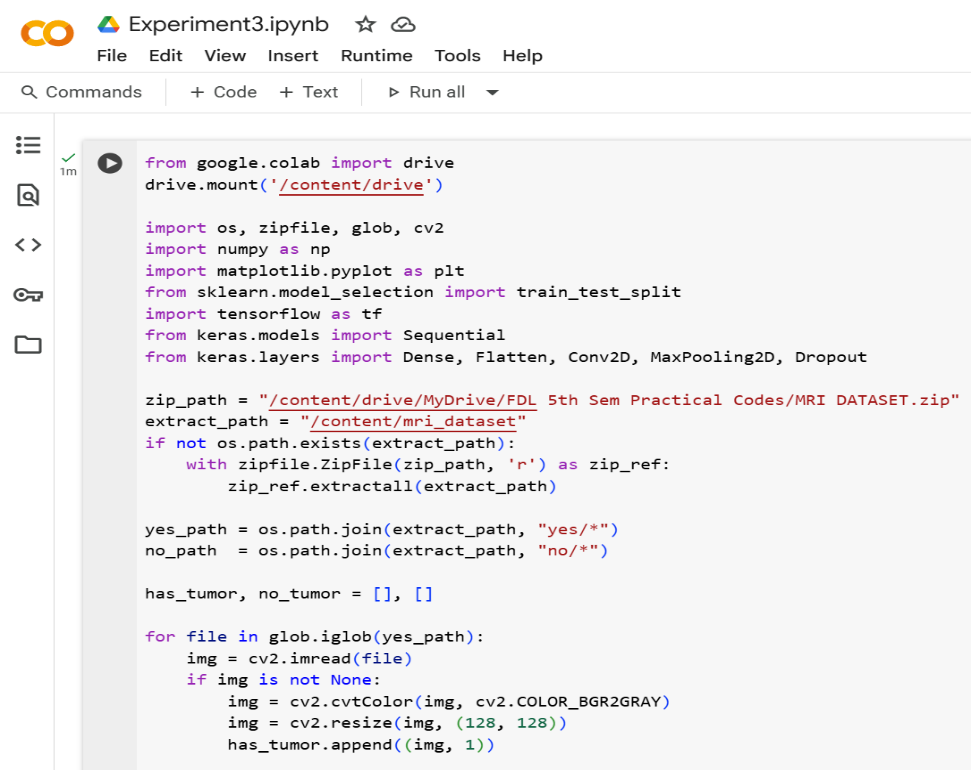 Experiment3.ipynb
File Edit View Insert Runtime Tools Help
Commands + Code + Text Run all
1m
from google.colab import drive
drive.mount('/content/drive')
import os, zipfile, glob, cv2
import numpy as np
import matplotlib.pyplot as plt
from sklearn.model_selection import train_test_split
import tensorflow as tf
from keras.models import Sequential
from keras.layers import Dense, Flatten, Conv2D, MaxPooling2D, Dropout
zip_path = "/content/drive/MyDrive/FDL 5th Sem Practical Codes/MRI DATASET.zip"
extract_path = "/content/mri_dataset"
if not os.path.exists(extract_path):
    with zipfile.ZipFile(zip_path, 'r') as zip_ref:
        zip_ref.extractall(extract_path)
yes_path = os.path.join(extract_path, "yes/*")
no_path  = os.path.join(extract_path, "no/*")
has_tumor, no_tumor = [], []
for file in glob.iglob(yes_path):
    img = cv2.imread(file)
    if img is not None:
        img = cv2.cvtColor(img, cv2.COLOR_BGR2GRAY)
        img = cv2.resize(img, (128, 128))
        has_tumor.append((img, 1))